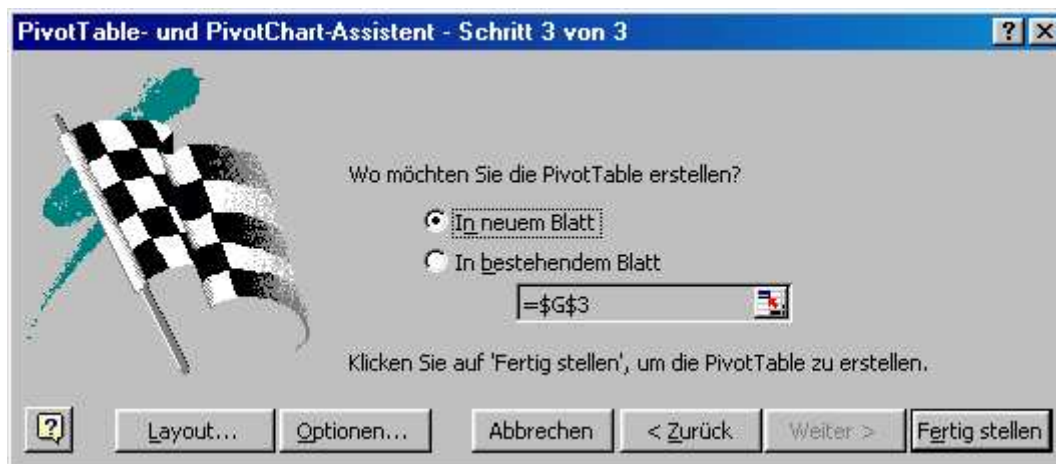 PivotTable- und PivotChart-Assistent - Schritt 3 von 3
Wo möchten Sie die PivotTable erstellen?
In neuem Blatt
In bestehendem Blatt
=$G$3
Klicken Sie auf 'Fertig stellen', um die PivotTable zu erstellen.
Layout... Optionen... Abbrechen < Zurück Weiter > Fertig stellen